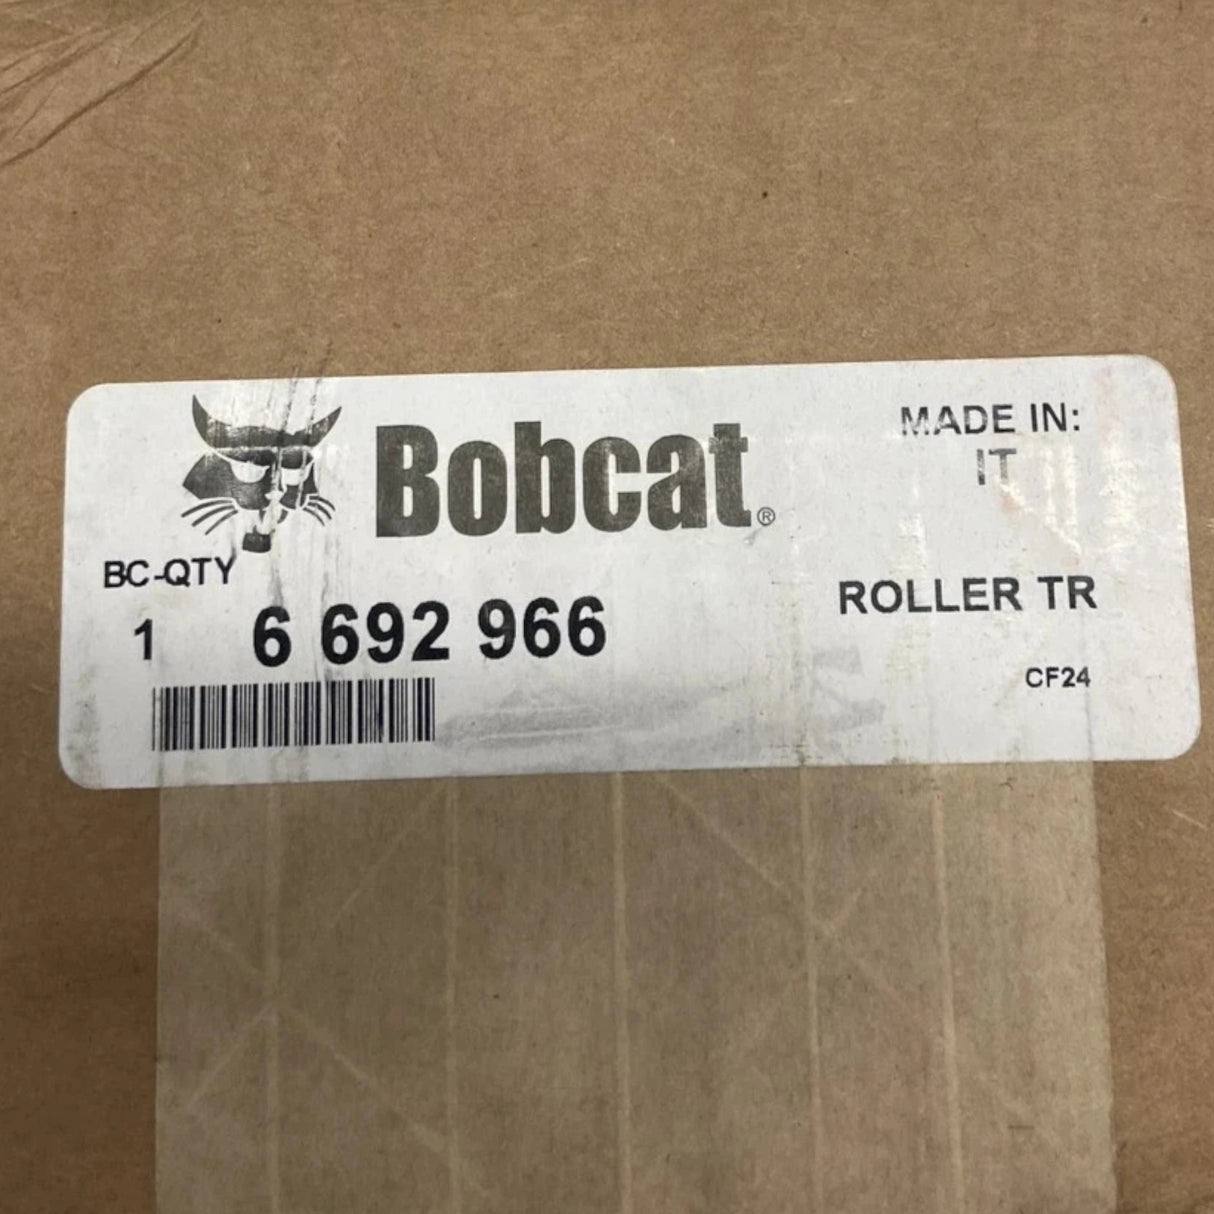 Bobcat®
MADE IN:
IT
BC-QTY
1 6 692 966
ROLLER TR
CF24